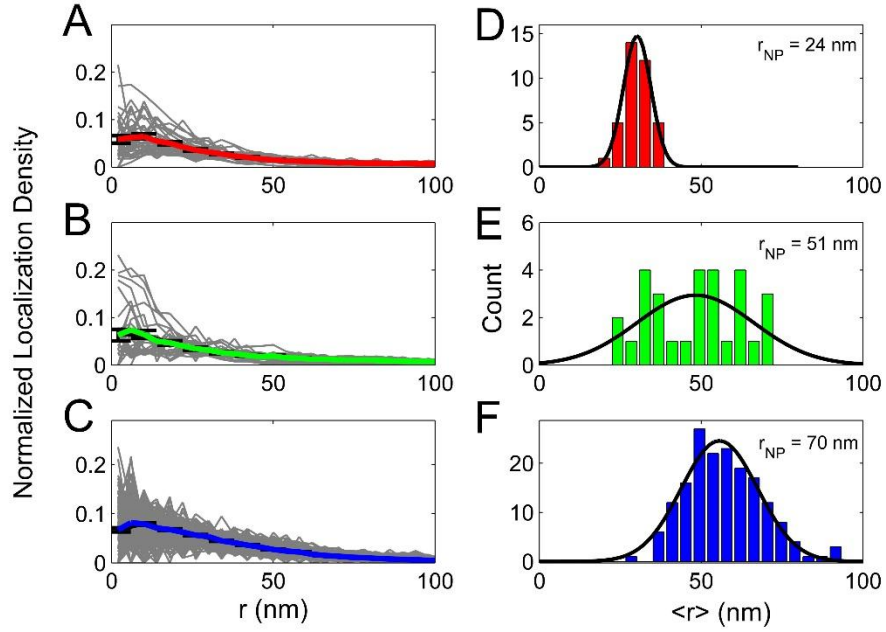 A
0.2
0.1
0
0
50
100
B
0.2
0.1
0
0
50
100
C
0.2
0.1
0
0
50
100
r (nm)
Normalized Localization Density
D
15
10
5
0
0
50
100
r_NP = 24 nm
E
6
4
2
0
0
50
100
r_NP = 51 nm
Count
F
20
10
0
0
50
100
r_NP = 70 nm
<r> (nm)